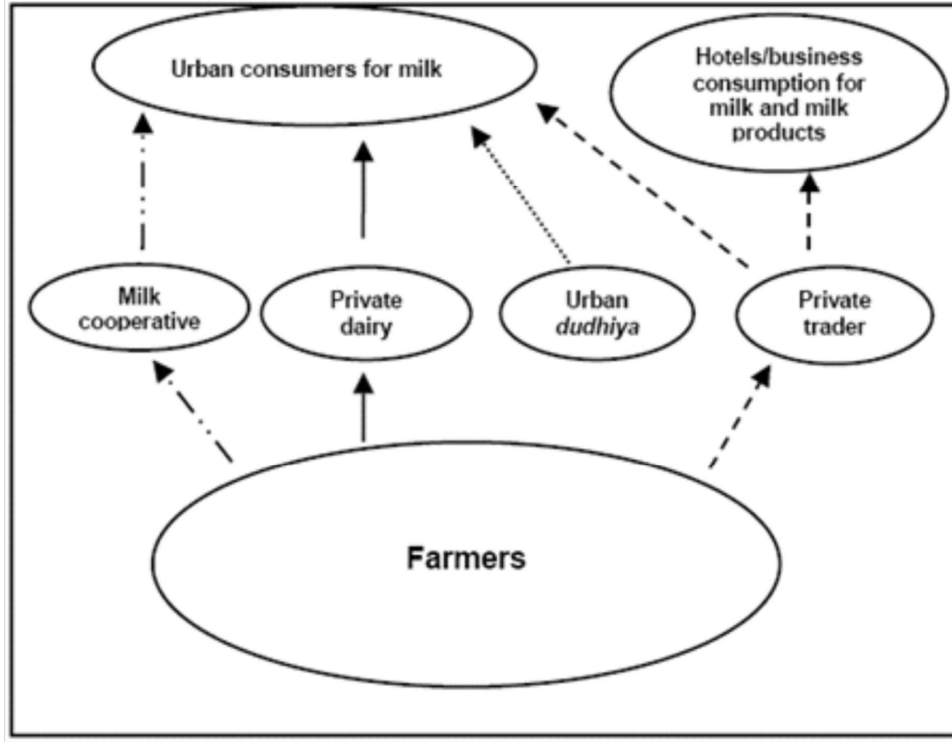 Urban consumers for milk
Hotels/business
consumption for
milk and milk
products
Milk
cooperative
Private
dairy
Urban
dudhiya
Private
trader
Farmers